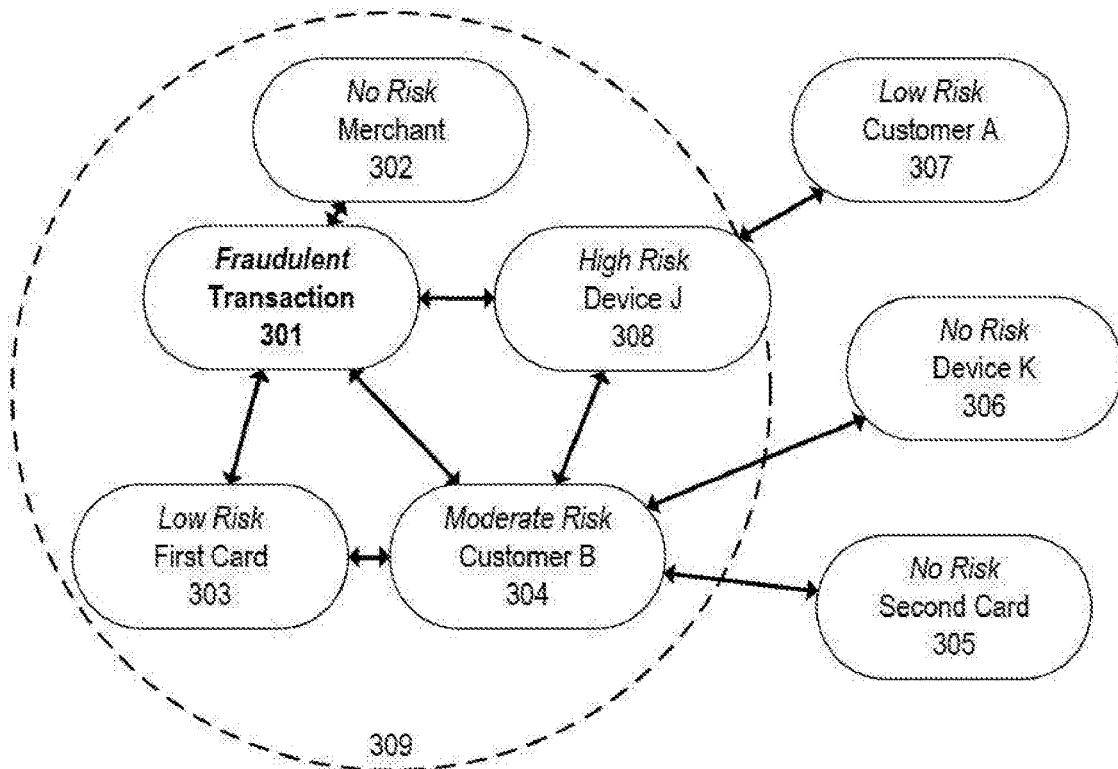 No Risk
Merchant
302
Low Risk
Customer A
307
Fraudulent
Transaction
301
High Risk
Device J
308
No Risk
Device K
306
Low Risk
First Card
303
Moderate Risk
Customer B
304
No Risk
Second Card
305
309